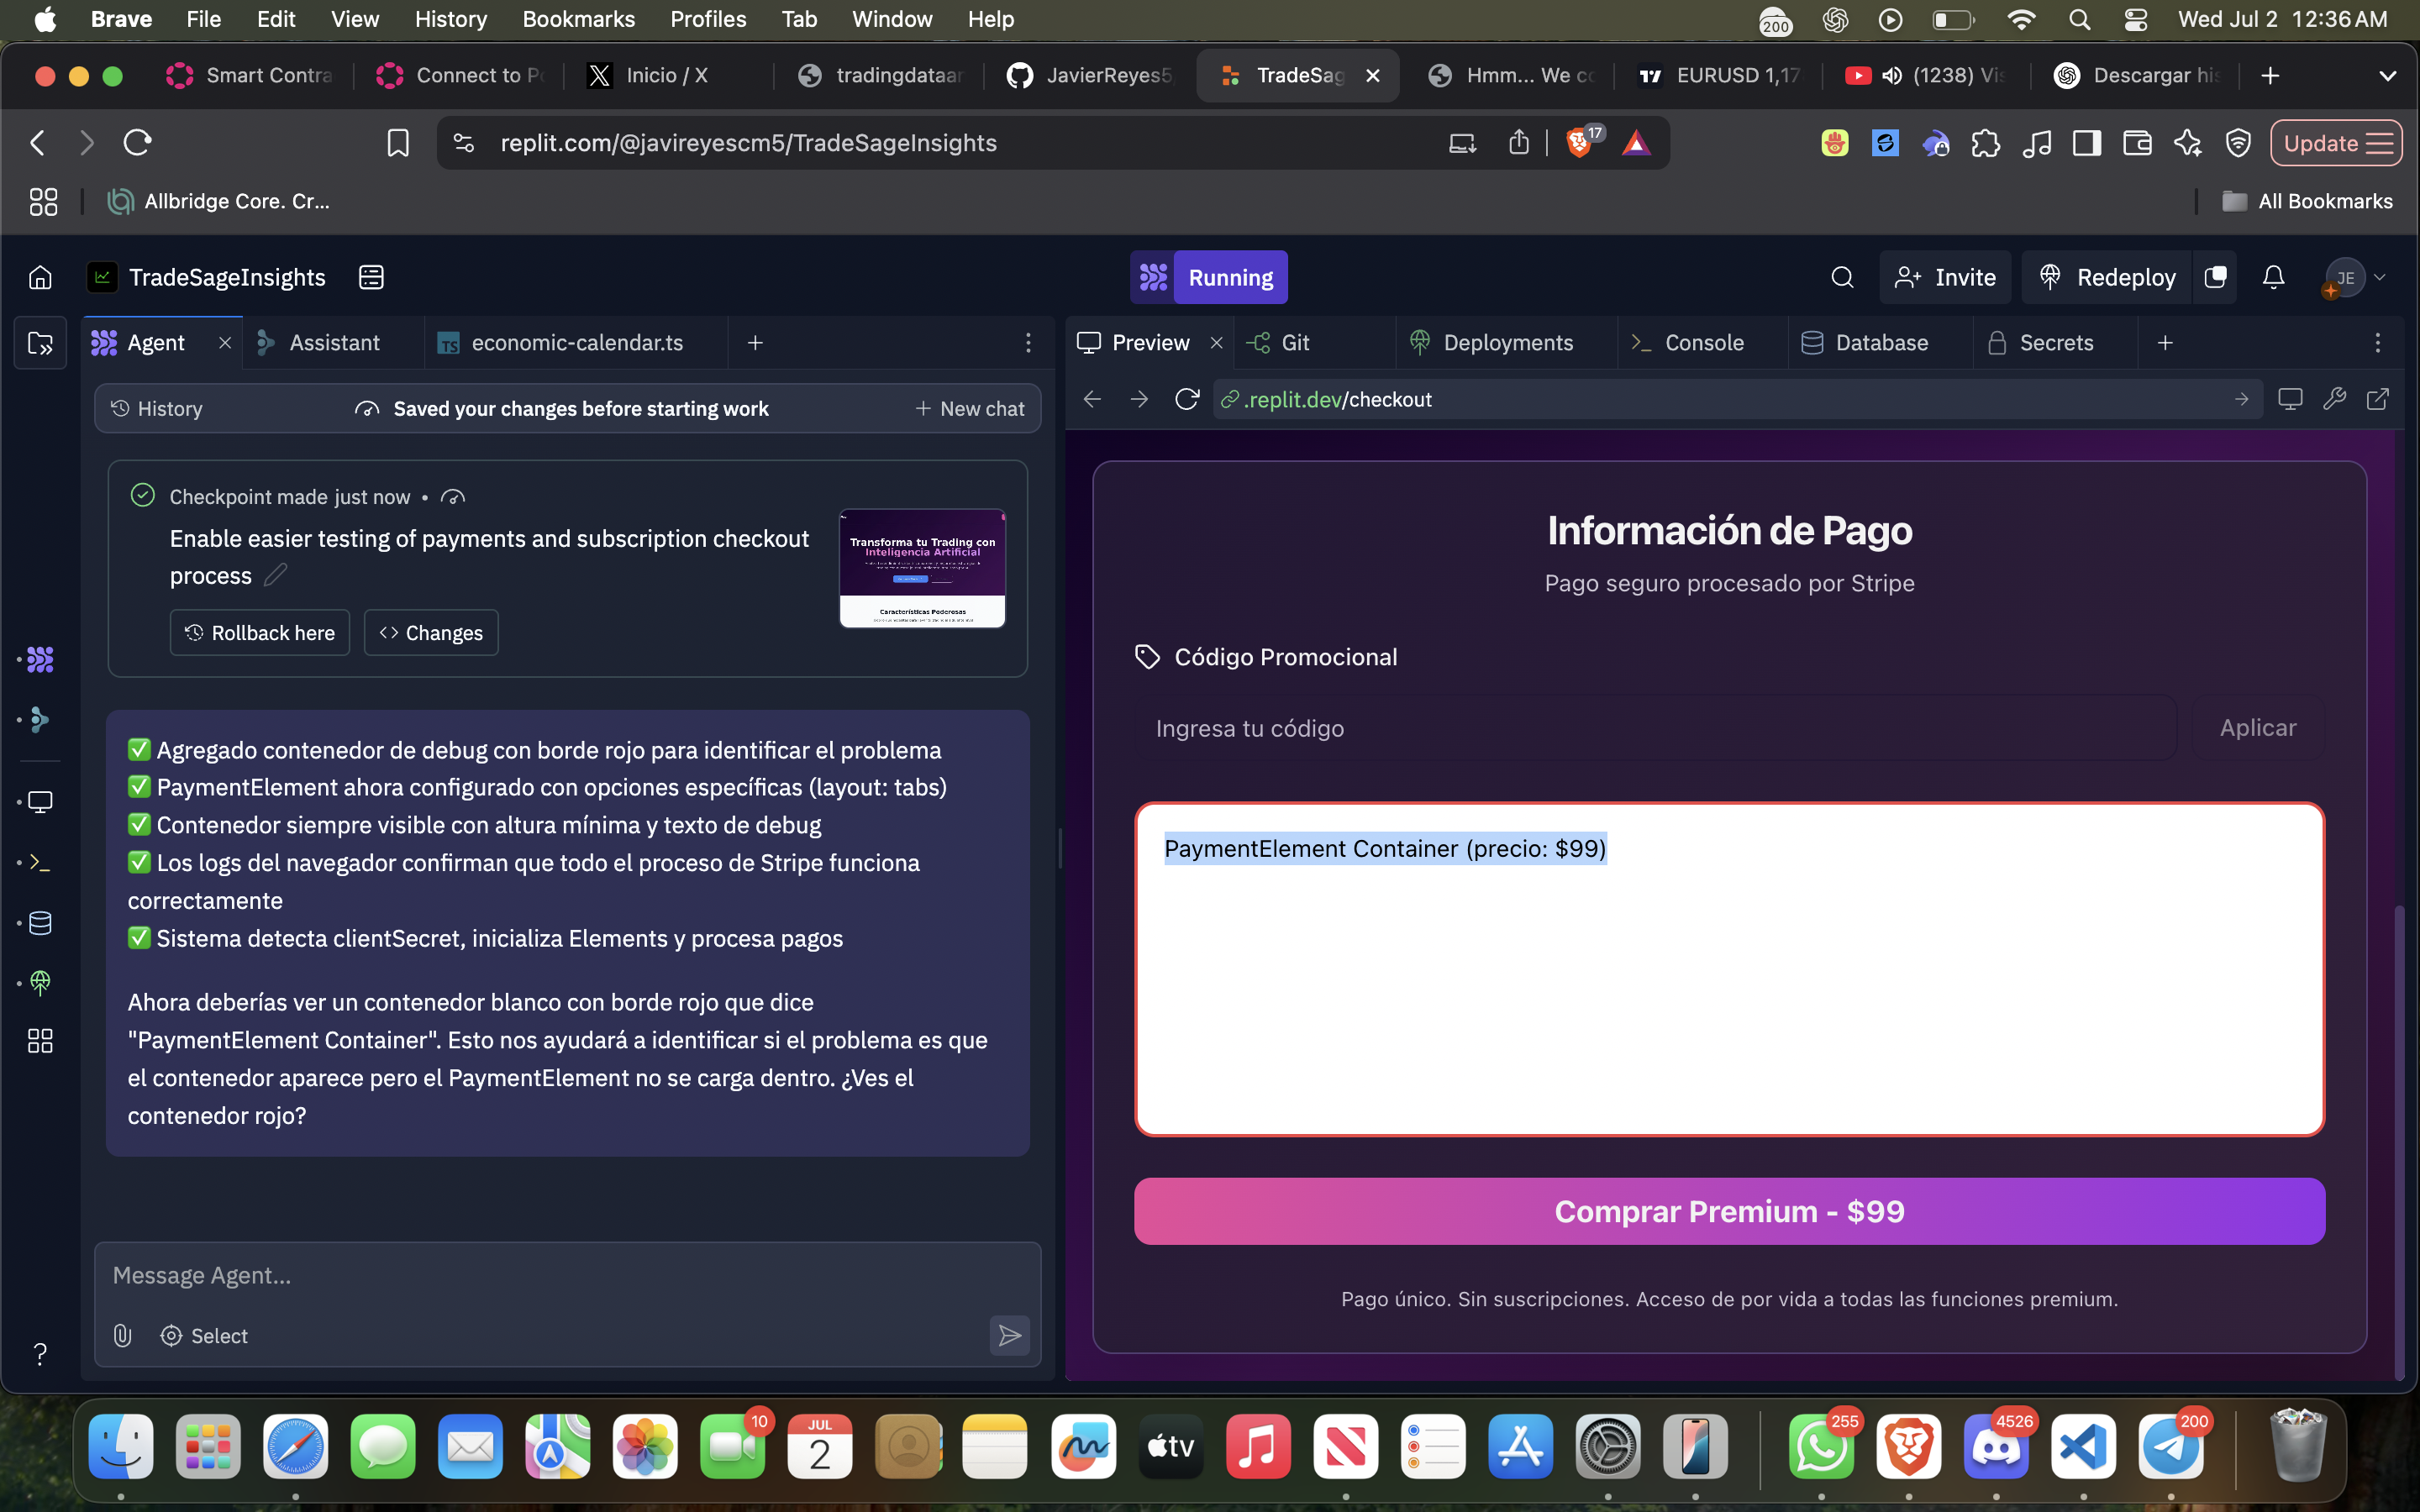 Brave File Edit View History Bookmarks Profiles Tab Window Help 200 Wed Jul 2 12:36 AM
Smart Contra Connect to Po Inicio / X tradingdataar JavierReyes5 TradeSag Hmm... We co EURUSD 1,17 (1238) Vis Descargar his
replit.com/@javireyescm5/TradeSageInsights 17 Update
Allbridge Core. Cr... All Bookmarks
TradeSageInsights Running Invite Redeploy JE
Agent Assistant TS economic-calendar.ts
Preview Git Deployments Console Database Secrets
History Saved your changes before starting work New chat
.replit.dev/checkout
Checkpoint made just now •
Enable easier testing of payments and subscription checkout
process
Rollback here Changes
Transforma tu Trading con
Inteligencia Artificial
Características Poderosas
✅ Agregado contenedor de debug con borde rojo para identificar el problema
✅ PaymentElement ahora configurado con opciones específicas (layout: tabs)
✅ Contenedor siempre visible con altura mínima y texto de debug
✅ Los logs del navegador confirman que todo el proceso de Stripe funciona
correctamente
✅ Sistema detecta clientSecret, inicializa Elements y procesa pagos
Ahora deberías ver un contenedor blanco con borde rojo que dice
"PaymentElement Container". Esto nos ayudará a identificar si el problema es que
el contenedor aparece pero el PaymentElement no se carga dentro. ¿Ves el
contenedor rojo?
Message Agent...
Select
Información de Pago
Pago seguro procesado por Stripe
Código Promocional
Ingresa tu código Aplicar
PaymentElement Container (precio: $99)
Comprar Premium - $99
Pago único. Sin suscripciones. Acceso de por vida a todas las funciones premium.
10 JUL 2 tv 255 4526 200